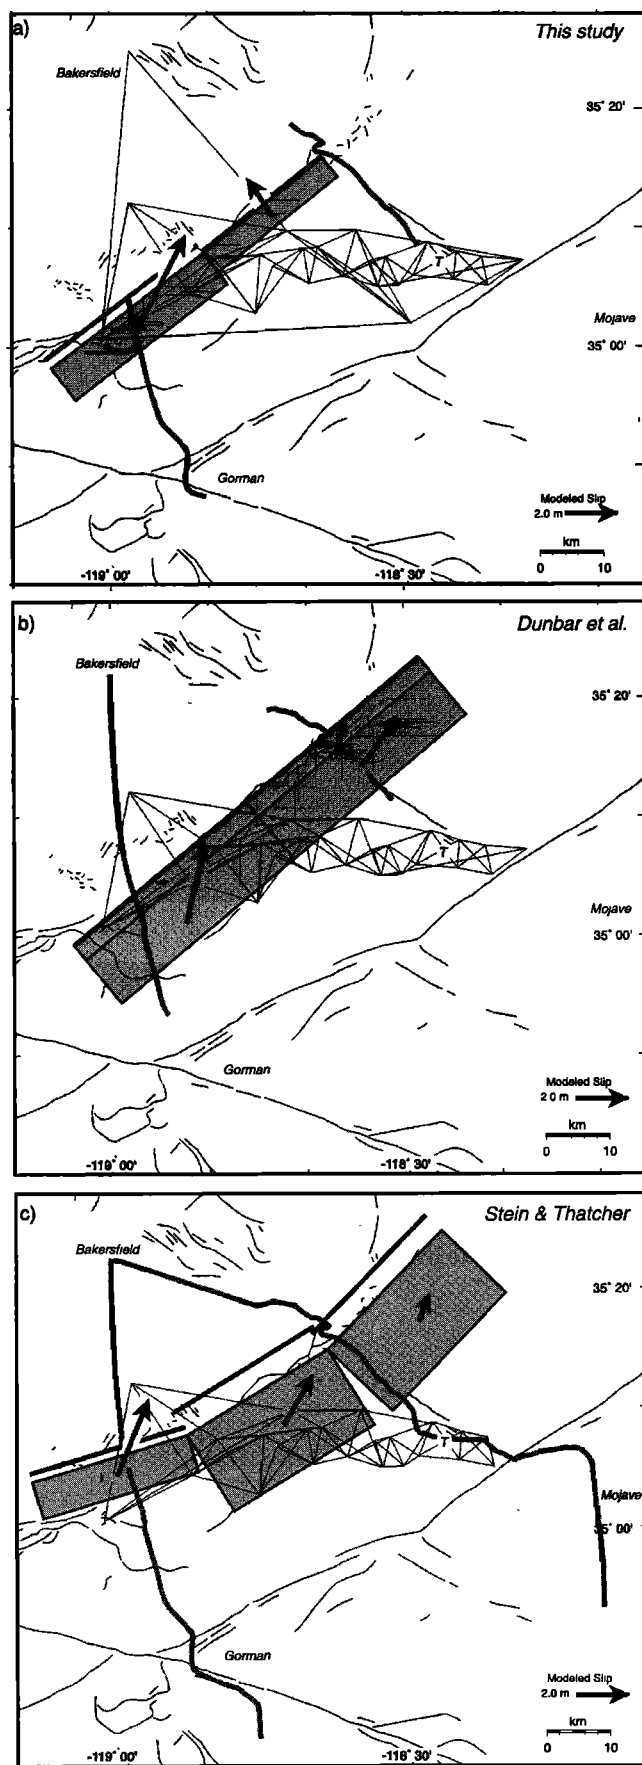 a)
This study
Bakersfield
35° 20'
T
Mojave
35° 00'
Gorman
Modeled Slip
2.0 m
km
0 10
-119° 00'
-118° 30'
b)
Dunbar et al.
Bakersfield
35° 20'
T
Mojave
35° 00'
Gorman
Modeled Slip
2 0 m
km
0 10
-119° 00'
-118° 30'
c)
Stein & Thatcher
Bakersfield
35° 20'
T
Mojave
35° 00'
Gorman
Modeled Slip
2.0 m
km
0 10
-119° 00'
-118° 30'